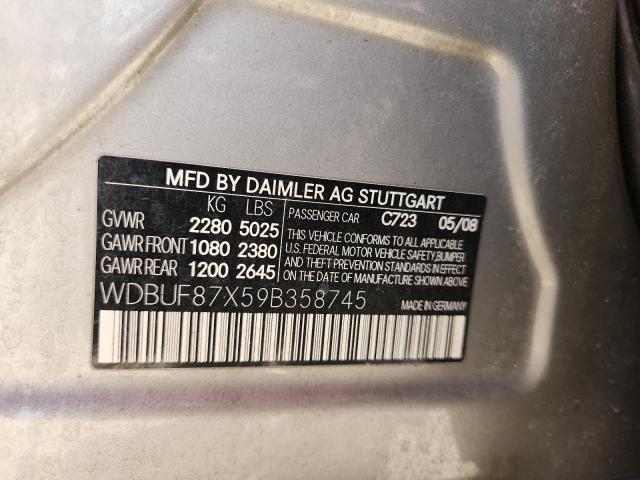 MFD BY DAIMLER AG STUTTGART
KG LBS
GVWR 2280 5025
GAWR FRONT 1080 2380
GAWR REAR 1200 2645
PASSENGER CAR C723 05/08
THIS VEHICLE CONFORMS TO ALL APPLICABLE
U.S. FEDERAL MOTOR VEHICLE SAFETY,BUMPER
AND THEFT PREVENTION STANDARDS IN EFFECT
ON THE DATE OF MANUFACTURE SHOWN ABOVE
WDBUF87X59B358745
MADE IN GERMANY